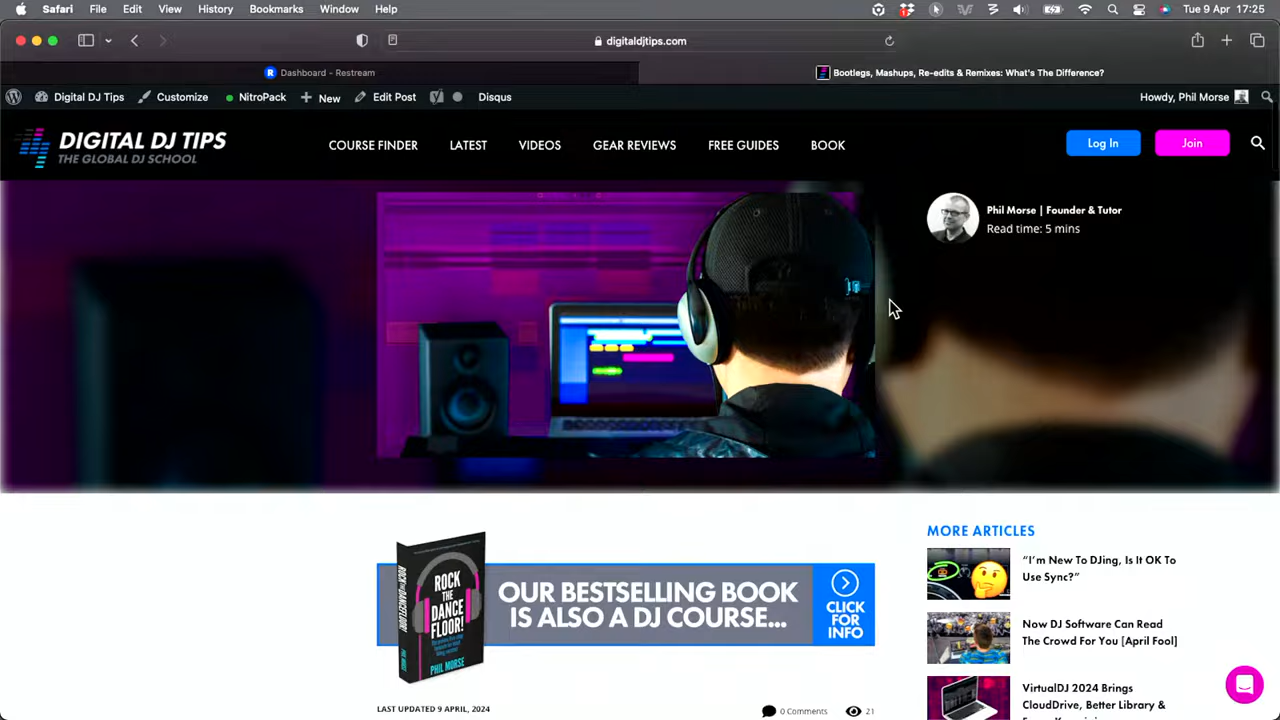 Safari File Edit View History Bookmarks Window Help
Tue 9 Apr 17:25
digitaldjtips.com
Dashboard - Restream
Bootlegs, Mashups, Re-edits & Remixes: What's The Difference?
Digital DJ Tips Customize NitroPack New Edit Post Disqus
Howdy, Phil Morse
DIGITAL DJ TIPS
THE GLOBAL DJ SCHOOL
COURSE FINDER LATEST VIDEOS GEAR REVIEWS FREE GUIDES BOOK
Log In
Join
Phil Morse | Founder & Tutor
Read time: 5 mins
MORE ARTICLES
"I'm New To DJing, Is It OK To
Use Sync?"
Now DJ Software Can Read
The Crowd For You [April Fool]
VirtualDJ 2024 Brings
CloudDrive, Better Library &
ROCK
THE
DANCE
FLOOR!
PHIL MORSE
OUR BESTSELLING BOOK
IS ALSO A DJ COURSE...
CLICK
FOR
INFO
LAST UPDATED 9 APRIL, 2024
0 Comments
21